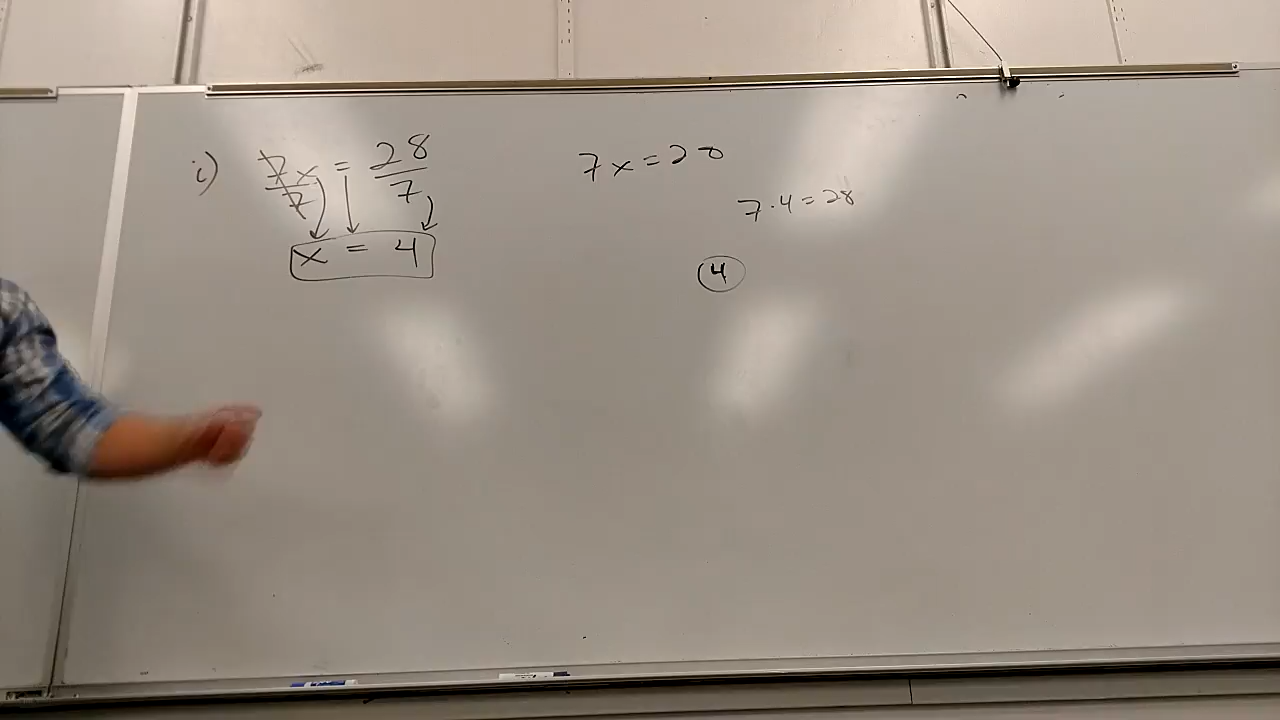 i) 7x = 28
7 7
x = 4
7x = 28
7·4 = 28
4